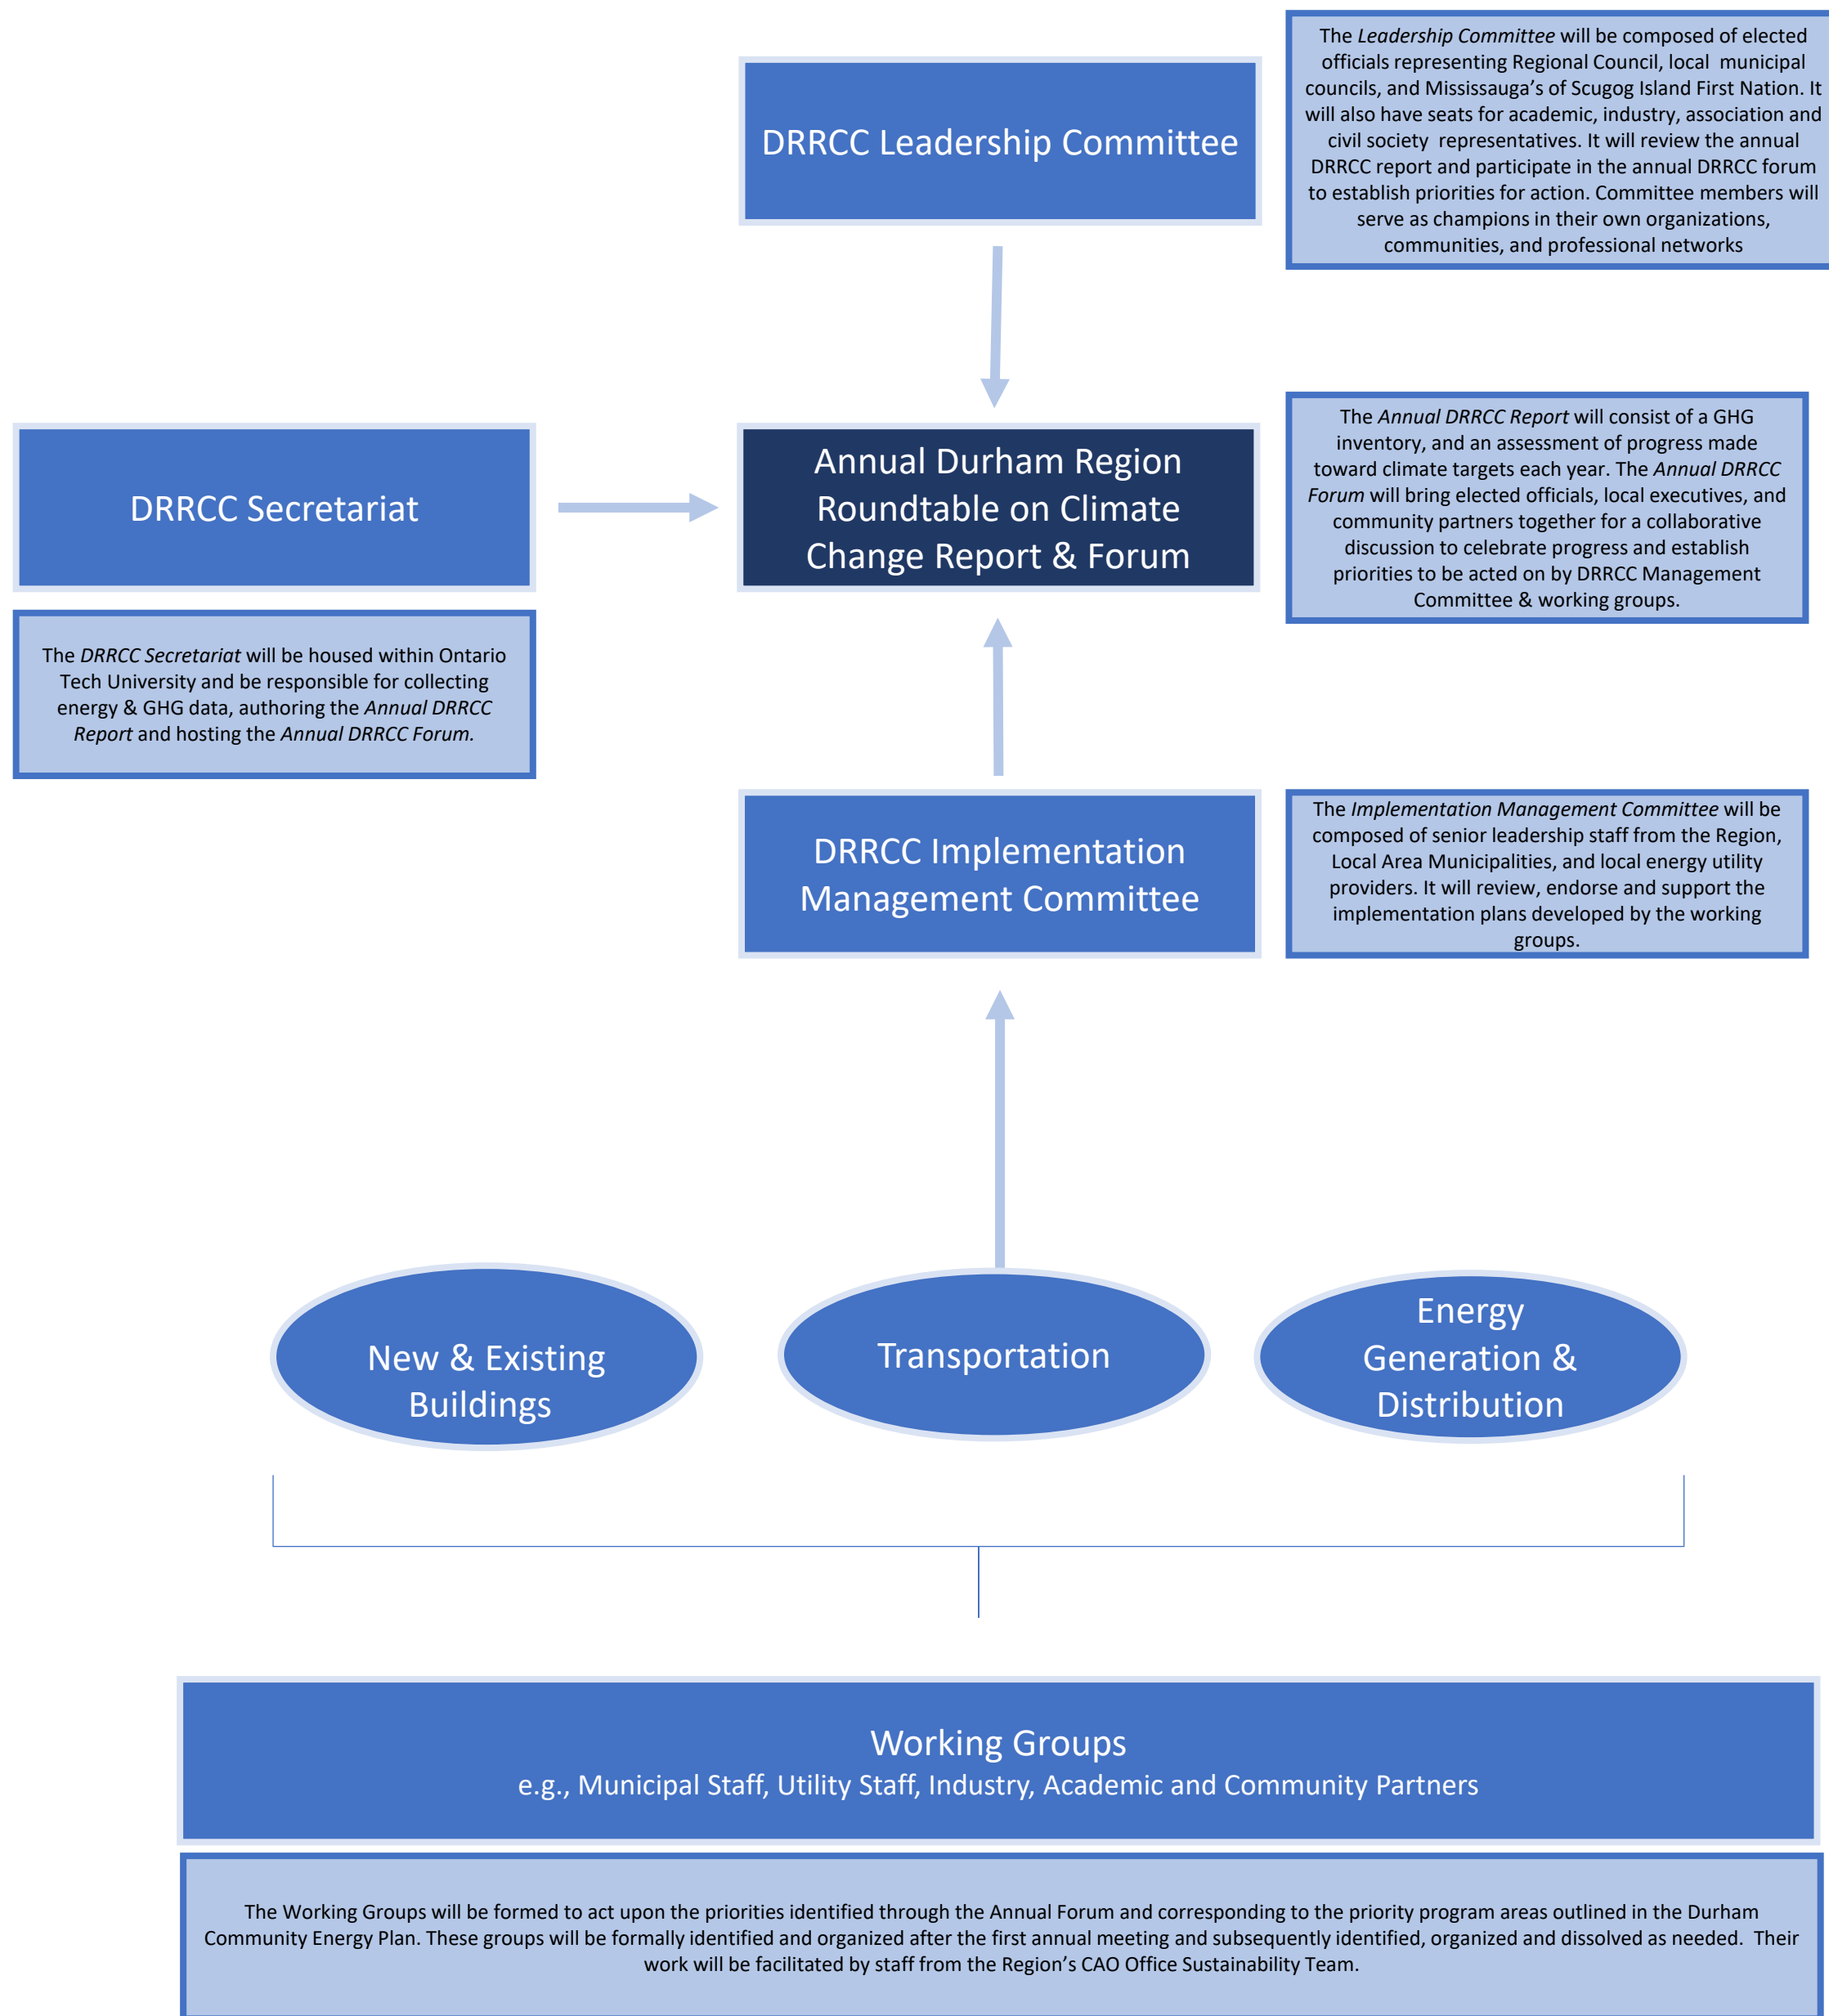 DRRCC Leadership Committee
The Leadership Committee will be composed of elected
officials representing Regional Council, local  municipal
councils, and Mississauga’s of Scugog Island First Nation. It
will also have seats for academic, industry, association and
civil society  representatives. It will review the annual
DRRCC report and participate in the annual DRRCC forum
to establish priorities for action. Committee members will
serve as champions in their own organizations,
communities, and professional networks
DRRCC Secretariat
The DRRCC Secretariat will be housed within Ontario
Tech University and be responsible for collecting
energy & GHG data, authoring the Annual DRRCC
Report and hosting the Annual DRRCC Forum.
Annual Durham Region
Roundtable on Climate
Change Report & Forum
The Annual DRRCC Report will consist of a GHG
inventory, and an assessment of progress made
toward climate targets each year. The Annual DRRCC
Forum will bring elected officials, local executives, and
community partners together for a collaborative
discussion to celebrate progress and establish
priorities to be acted on by DRRCC Management
Committee & working groups.
DRRCC Implementation
Management Committee
The Implementation Management Committee will be
composed of senior leadership staff from the Region,
Local Area Municipalities, and local energy utility
providers. It will review, endorse and support the
implementation plans developed by the working
groups.
New & Existing
Buildings
Transportation
Energy
Generation &
Distribution
Working Groups
e.g., Municipal Staff, Utility Staff, Industry, Academic and Community Partners
The Working Groups will be formed to act upon the priorities identified through the Annual Forum and corresponding to the priority program areas outlined in the Durham
Community Energy Plan. These groups will be formally identified and organized after the first annual meeting and subsequently identified, organized and dissolved as needed.  Their
work will be facilitated by staff from the Region’s CAO Office Sustainability Team.